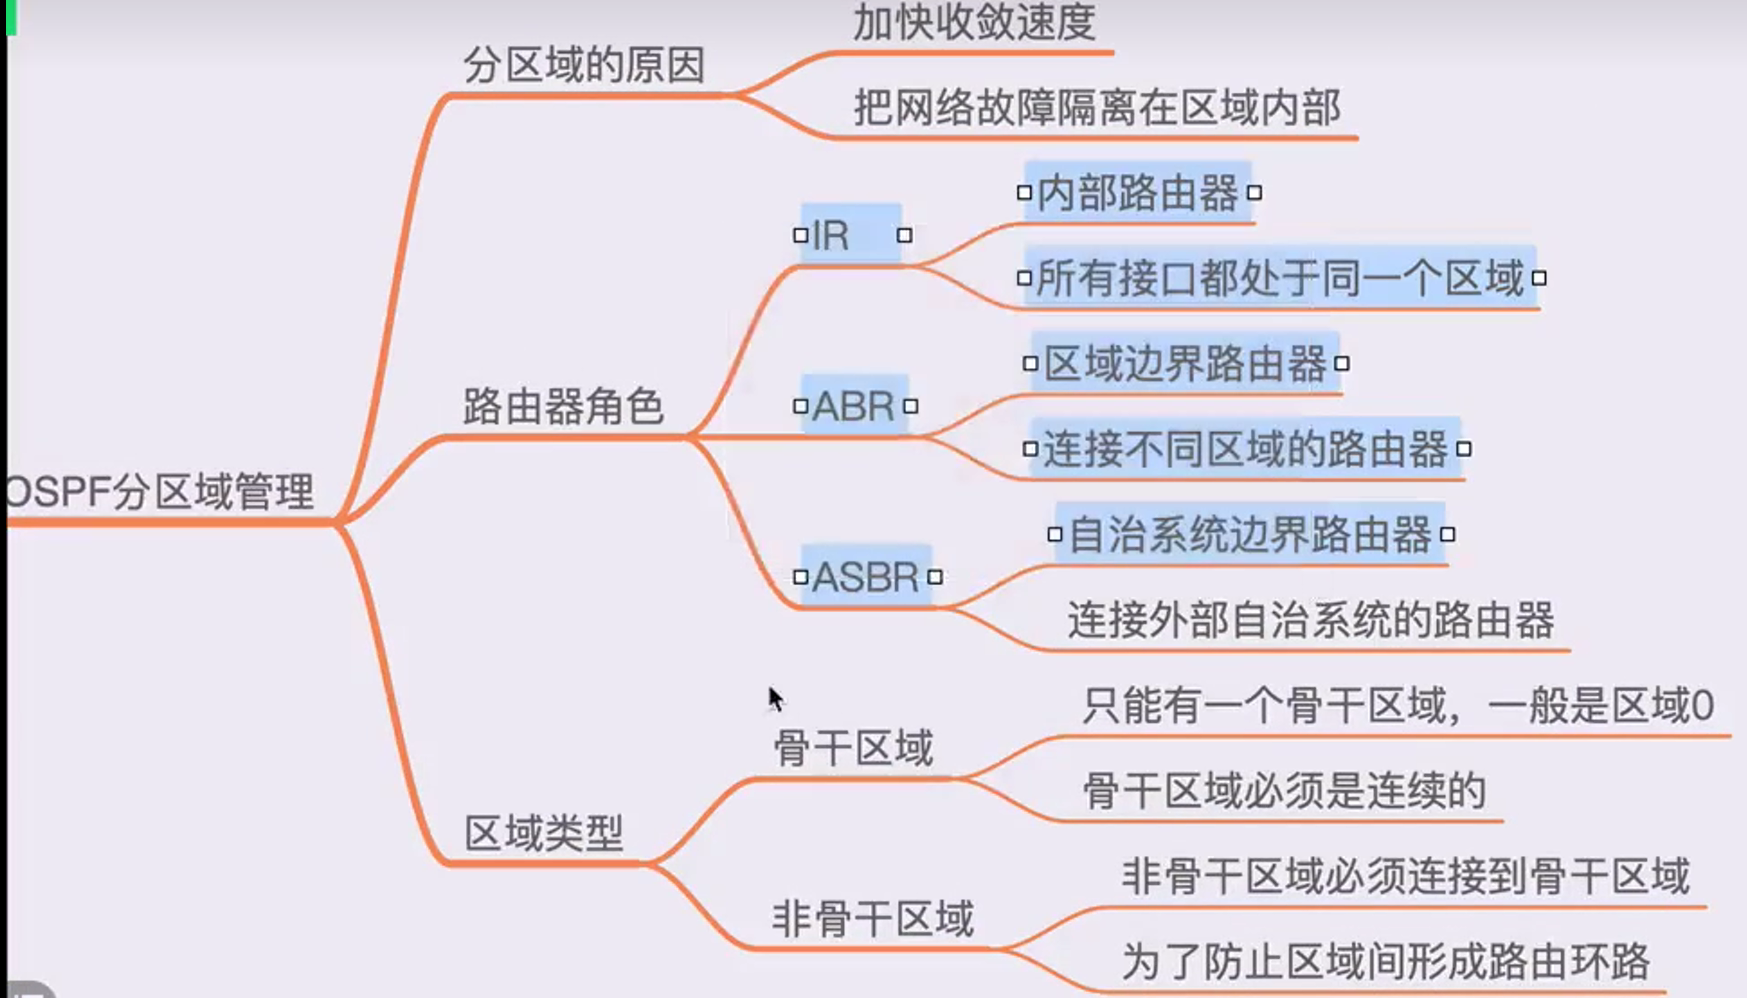 OSPF分区域管理
分区域的原因
加快收敛速度
把网络故障隔离在区域内部
路由器角色
IR
内部路由器
所有接口都处于同一个区域
ABR
区域边界路由器
连接不同区域的路由器
ASBR
自治系统边界路由器
连接外部自治系统的路由器
区域类型
骨干区域
只能有一个骨干区域，一般是区域0
骨干区域必须是连续的
非骨干区域
非骨干区域必须连接到骨干区域
为了防止区域间形成路由环路